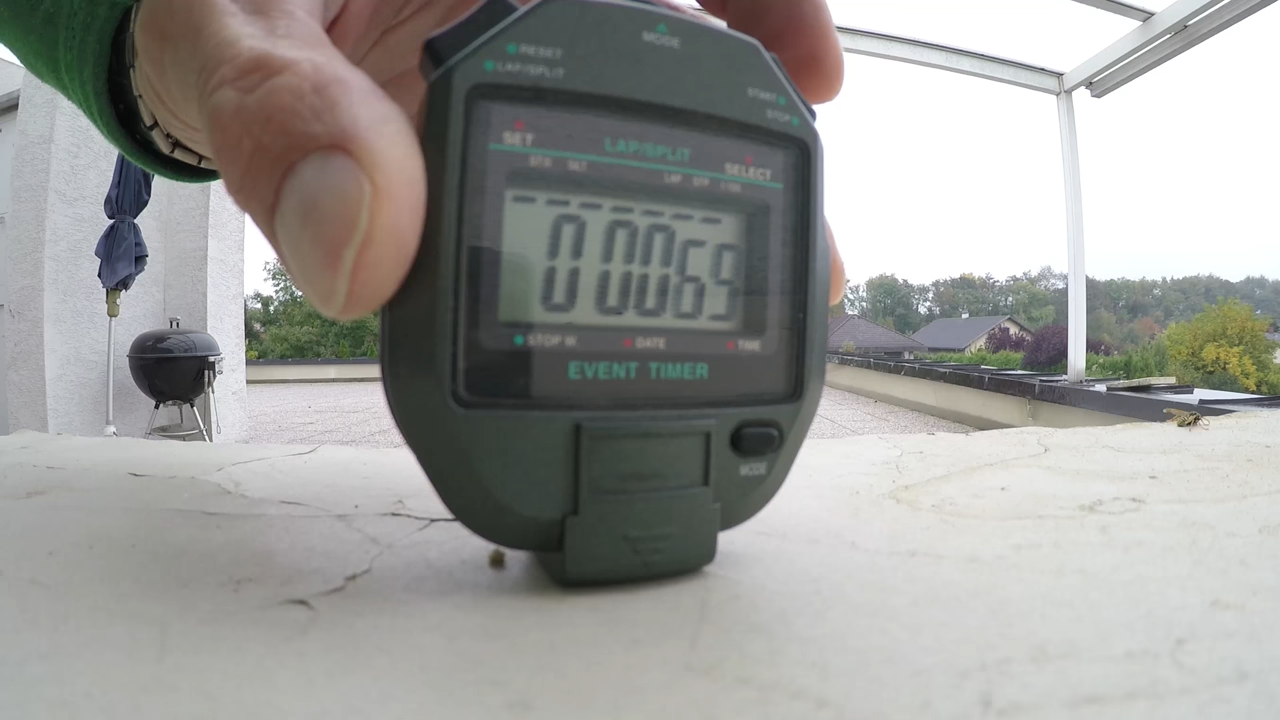 MODE
RESET
LAP/SPLIT
START
STOP
SET LAP/SPLIT SELECT
LAP
0 00 69
STOP W. DATE TIME
EVENT TIMER
MODE